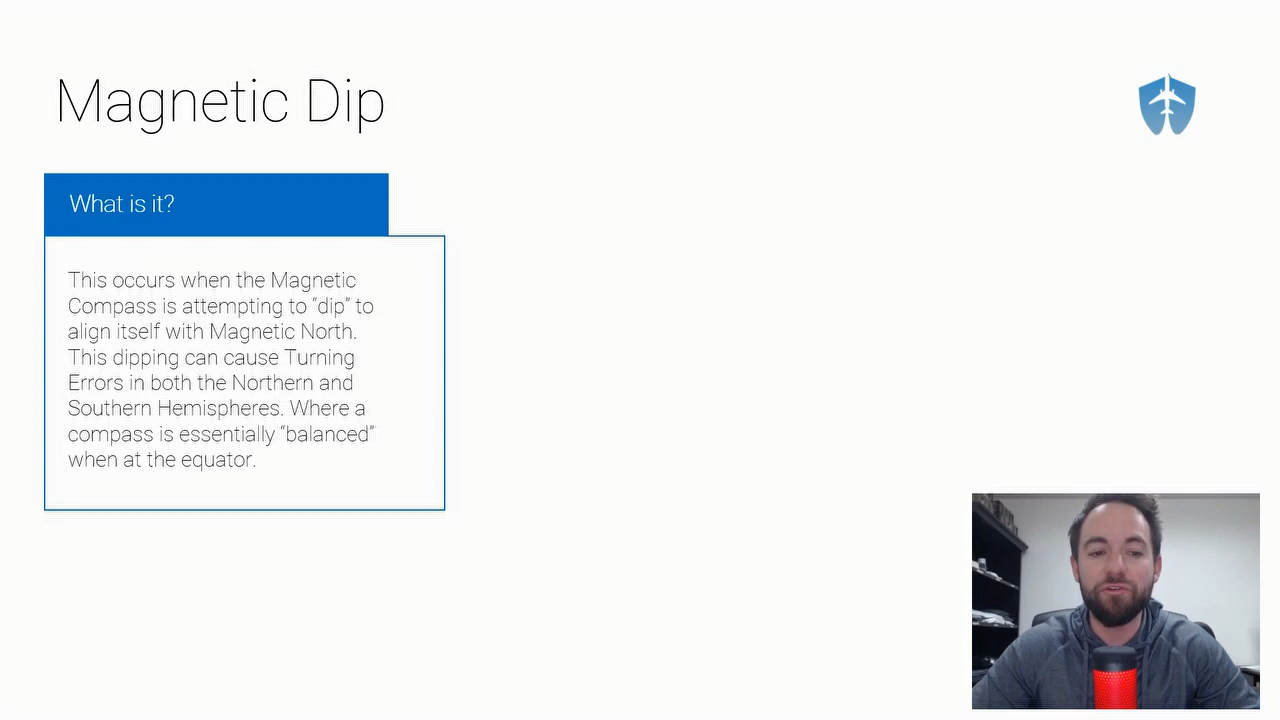 Magnetic Dip
What is it?
This occurs when the Magnetic
Compass is attempting to “dip” to
align itself with Magnetic North.
This dipping can cause Turning
Errors in both the Northern and
Southern Hemispheres. Where a
compass is essentially “balanced”
when at the equator.